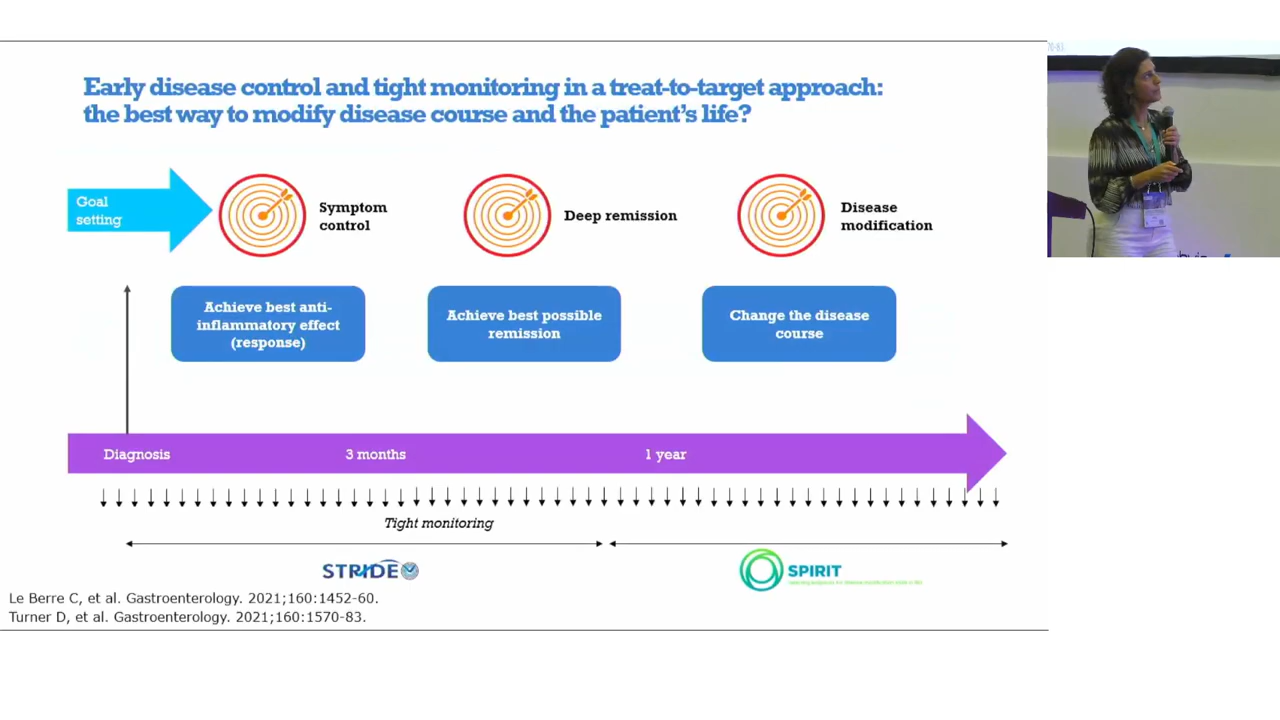 Early disease control and tight monitoring in a treat-to-target approach:
the best way to modify disease course and the patient's life?
Goal
setting
Symptom
control
Deep remission
Disease
modification
Achieve best anti-
inflammatory effect
(response)
Achieve best possible
remission
Change the disease
course
Diagnosis
3 months
1 year
Tight monitoring
STRIDE
SPIRIT
Le Berre C, et al. Gastroenterology. 2021;160:1452-60.
Turner D, et al. Gastroenterology. 2021;160:1570-83.